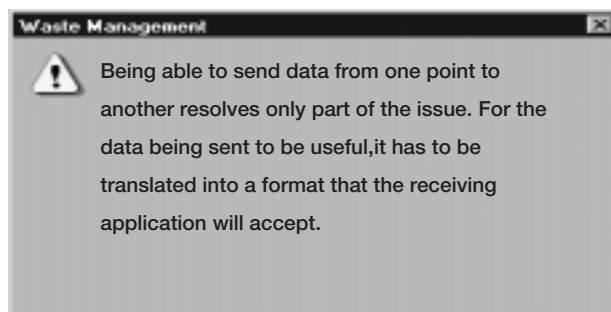 Waste Management
Being able to send data from one point to
another resolves only part of the issue. For the
data being sent to be useful,it has to be
translated into a format that the receiving
application will accept.